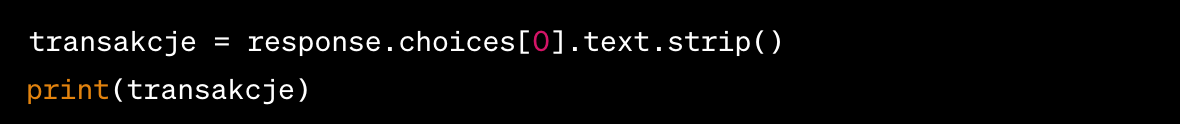 transakcje = response.choices[0].text.strip()
print(transakcje)